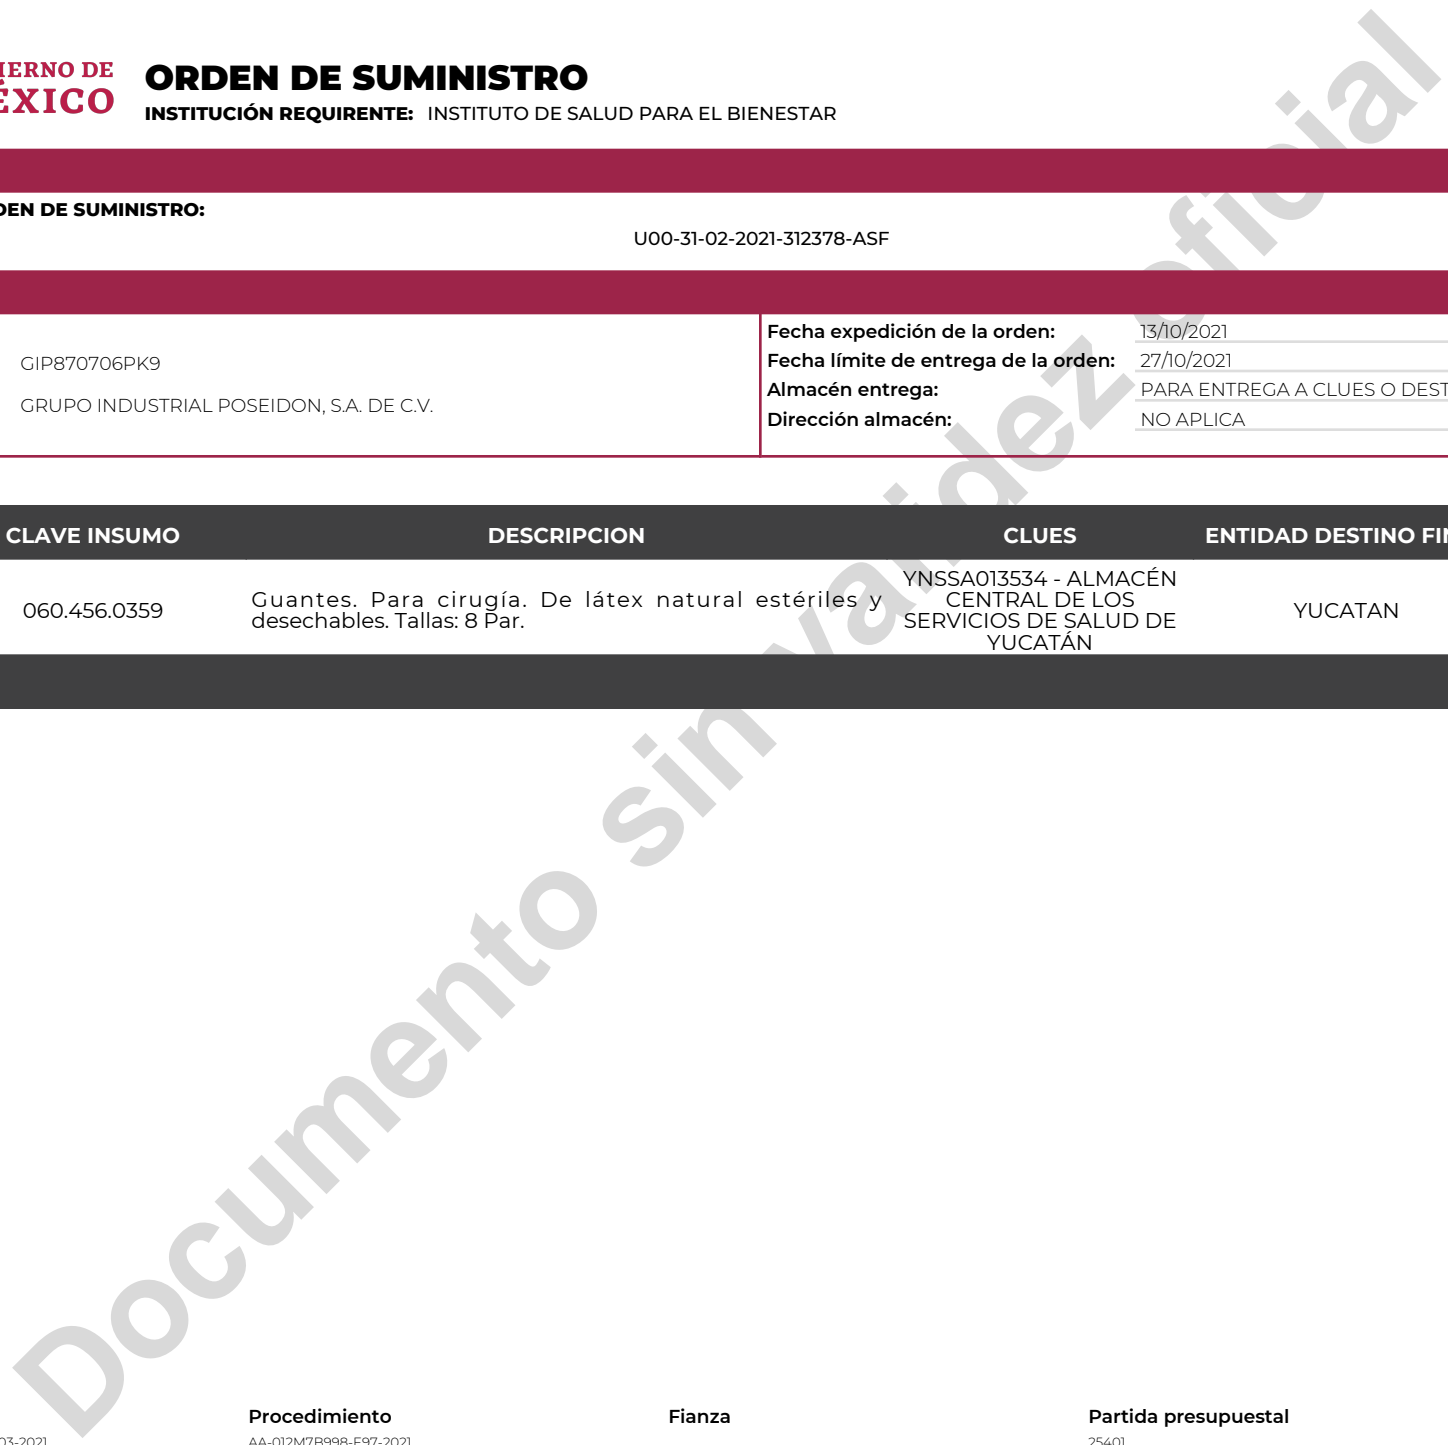 IERNO DE
ÉXICO
ORDEN DE SUMINISTRO
INSTITUCIÓN REQUIRENTE: INSTITUTO DE SALUD PARA EL BIENESTAR
DEN DE SUMINISTRO:
U00-31-02-2021-312378-ASF
GIP870706PK9
GRUPO INDUSTRIAL POSEIDON, S.A. DE C.V.
Fecha expedición de la orden: 13/10/2021
Fecha límite de entrega de la orden: 27/10/2021
Almacén entrega: PARA ENTREGA A CLUES O DEST
Dirección almacén: NO APLICA
CLAVE INSUMO DESCRIPCION CLUES ENTIDAD DESTINO FIN
060.456.0359
Guantes. Para cirugía. De látex natural estériles y
desechables. Tallas: 8 Par.
YNSSA013534 - ALMACÉN
CENTRAL DE LOS
SERVICIOS DE SALUD DE
YUCATÁN
YUCATAN
Documento sin validez oficial
Procedimiento Fianza Partida presupuestal
03-2021 AA-012M7B998-E97-2021 25401